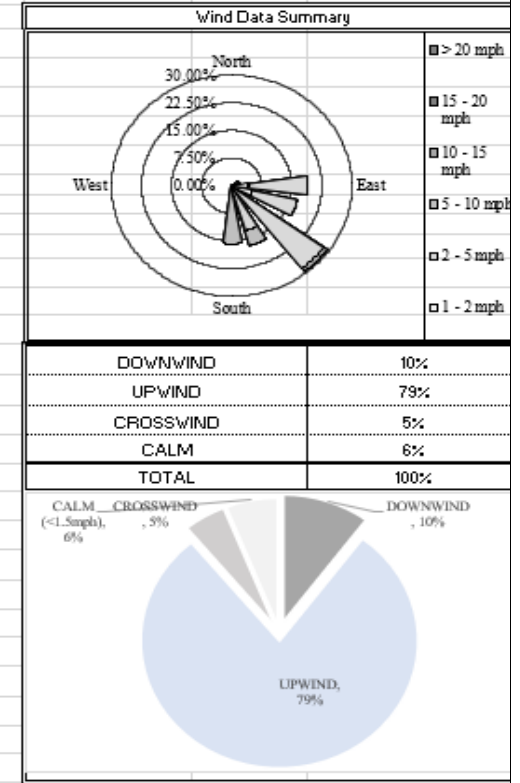 Wind Data Summary
North
30.00%
22.50%
15.00%
7.50%
0.00%
West
East
South
> 20 mph
15 - 20
mph
10 - 15
mph
5 - 10 mph
2 - 5 mph
1 - 2 mph
DOWNWIND 10%
UPWIND 79%
CROSSWIND 5%
CALM 6%
TOTAL 100%
CALM
(<1.5mph),
6%
CROSSWIND
, 5%
DOWNWIND
, 10%
UPWIND,
79%